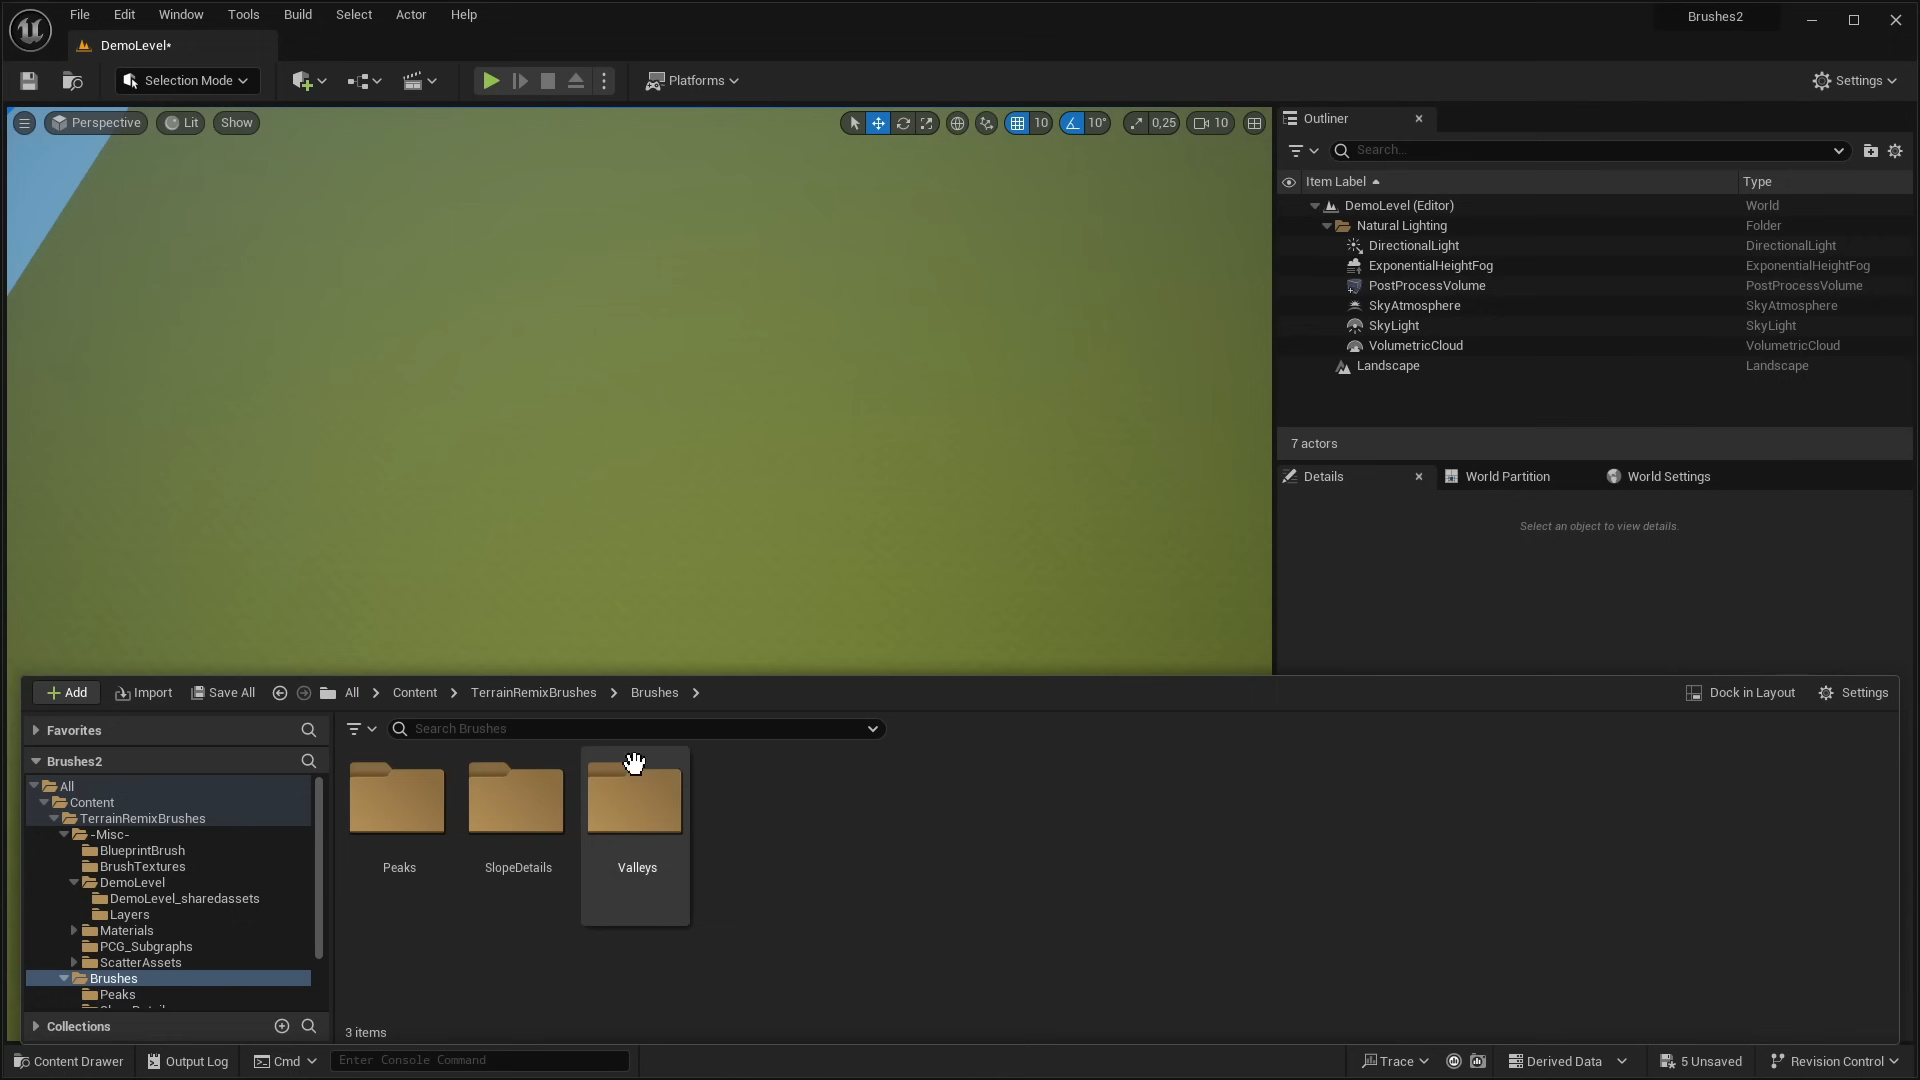 File Edit Window Tools Build Select Actor Help
Brushes2
DemoLevel*
Selection Mode
Platforms
Settings
Perspective Lit Show
10 10° 0,25 10
Outliner
Search...
Item Label Type
DemoLevel (Editor) World
Natural Lighting Folder
DirectionalLight DirectionalLight
ExponentialHeightFog ExponentialHeightFog
PostProcessVolume PostProcessVolume
SkyAtmosphere SkyAtmosphere
SkyLight SkyLight
VolumetricCloud VolumetricCloud
Landscape Landscape
7 actors
Details World Partition World Settings
Select an object to view details.
Add Import Save All All Content TerrainRemixBrushes Brushes
Dock in Layout Settings
Favorites
Search Brushes
Brushes2
All
Content
TerrainRemixBrushes
-Misc-
BlueprintBrush
BrushTextures
DemoLevel
DemoLevel_sharedassets
Layers
Materials
PCG_Subgraphs
ScatterAssets
Brushes
Peaks
Peaks SlopeDetails Valleys
Collections
3 items
Content Drawer Output Log Cmd Enter Console Command
Trace Derived Data 5 Unsaved Revision Control